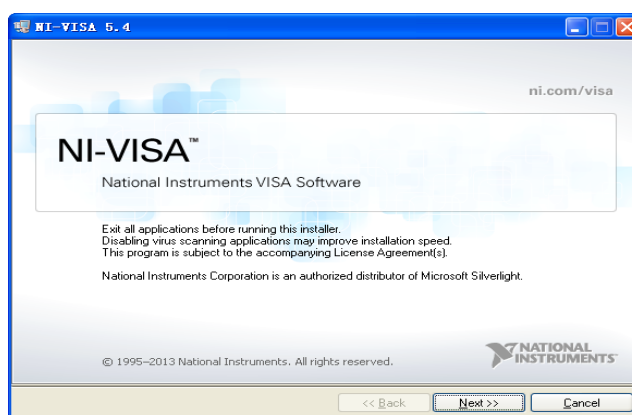 NI-VISA 5.4
ni.com/visa
NI-VISA™
National Instruments VISA Software
Exit all applications before running this installer.
Disabling virus scanning applications may improve installation speed.
This program is subject to the accompanying License Agreement(s).
National Instruments Corporation is an authorized distributor of Microsoft Silverlight.
© 1995–2013 National Instruments. All rights reserved.
NATIONAL
INSTRUMENTS™
<< Back
Next >>
Cancel